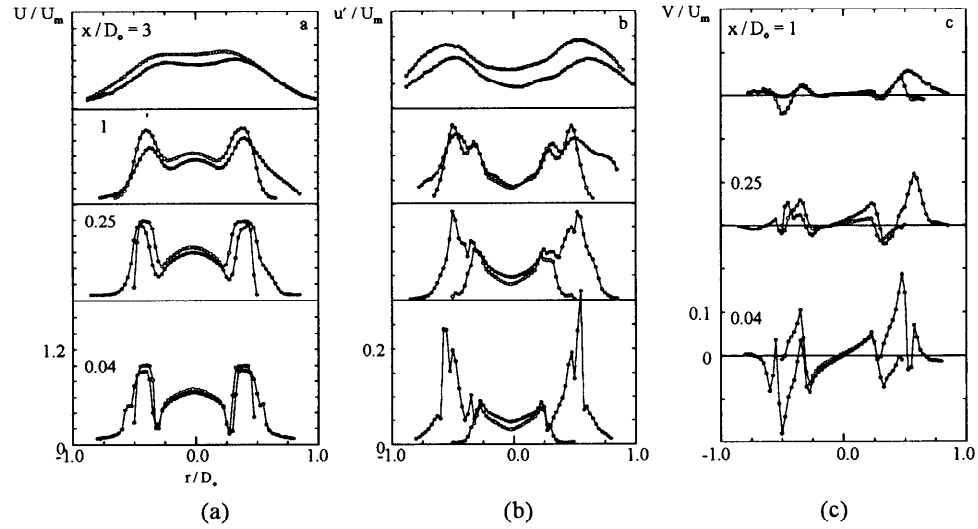 U / Uₘ
x/Dₒ = 3
a
1
0.25
1.2
0.04
0
-1.0
0.0
1.0
r / Dₒ
(a)
u' / Uₘ
b
0.2
0
-1.0
0.0
1.0
(b)
V / Uₘ
x/Dₒ = 1
c
0.25
0.1
0.04
0
-1.0
0.0
1.0
(c)